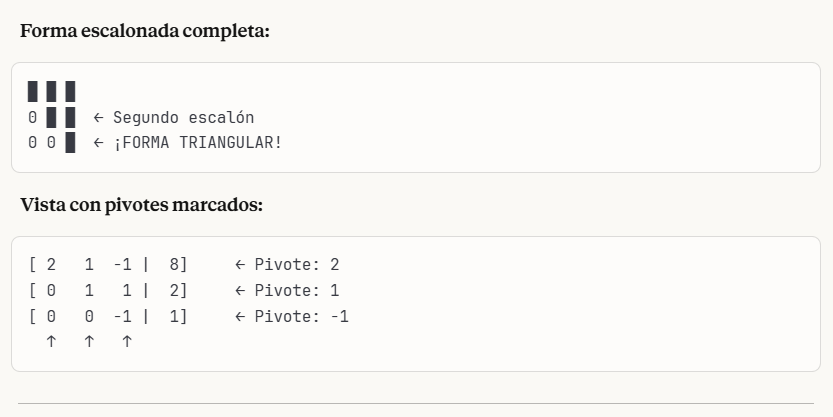 Forma escalonada completa:
█ █ █
0 █ █  ← Segundo escalón
0 0 █  ← ¡FORMA TRIANGULAR!
Vista con pivotes marcados:
[ 2   1  -1 |  8]     ← Pivote: 2
[ 0   1   1 |  2]     ← Pivote: 1
[ 0   0  -1 |  1]     ← Pivote: -1
  ↑   ↑   ↑